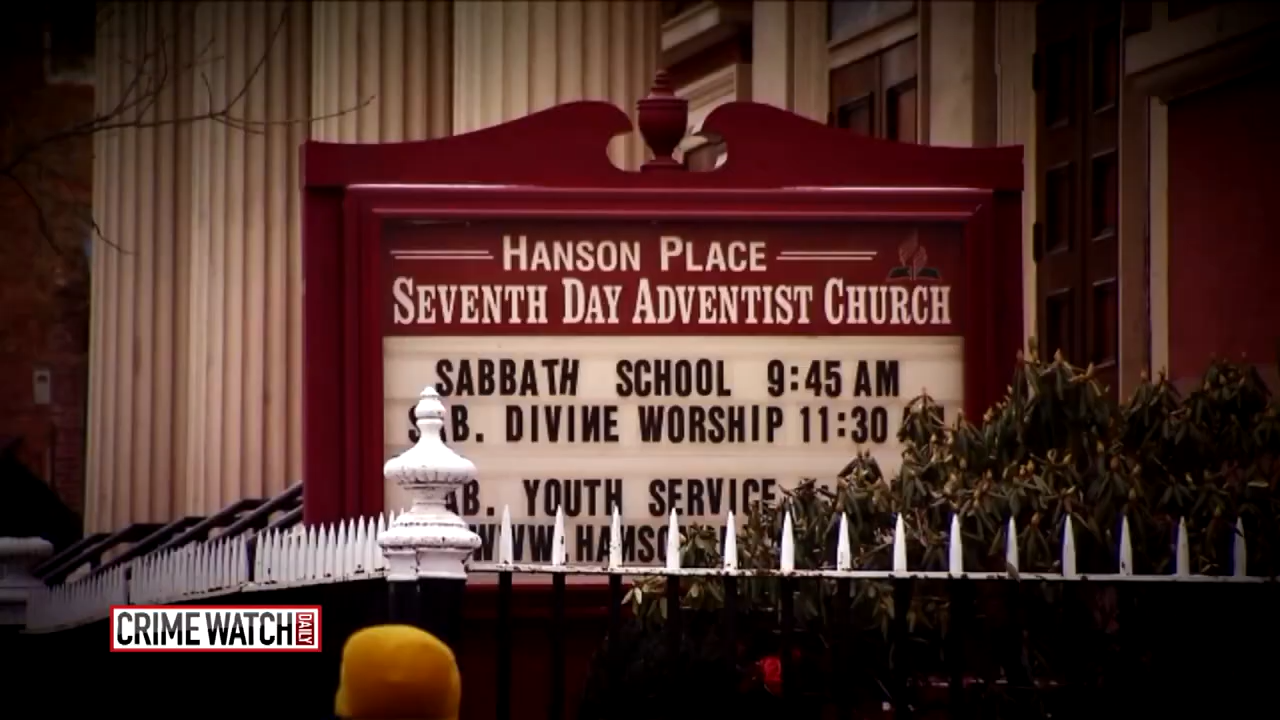 HANSON PLACE
SEVENTH DAY ADVENTIST CHURCH
SABBATH SCHOOL 9:45 AM
SAB. DIVINE WORSHIP 11:30
YOUTH SERVICE
CRIME WATCH DAILY